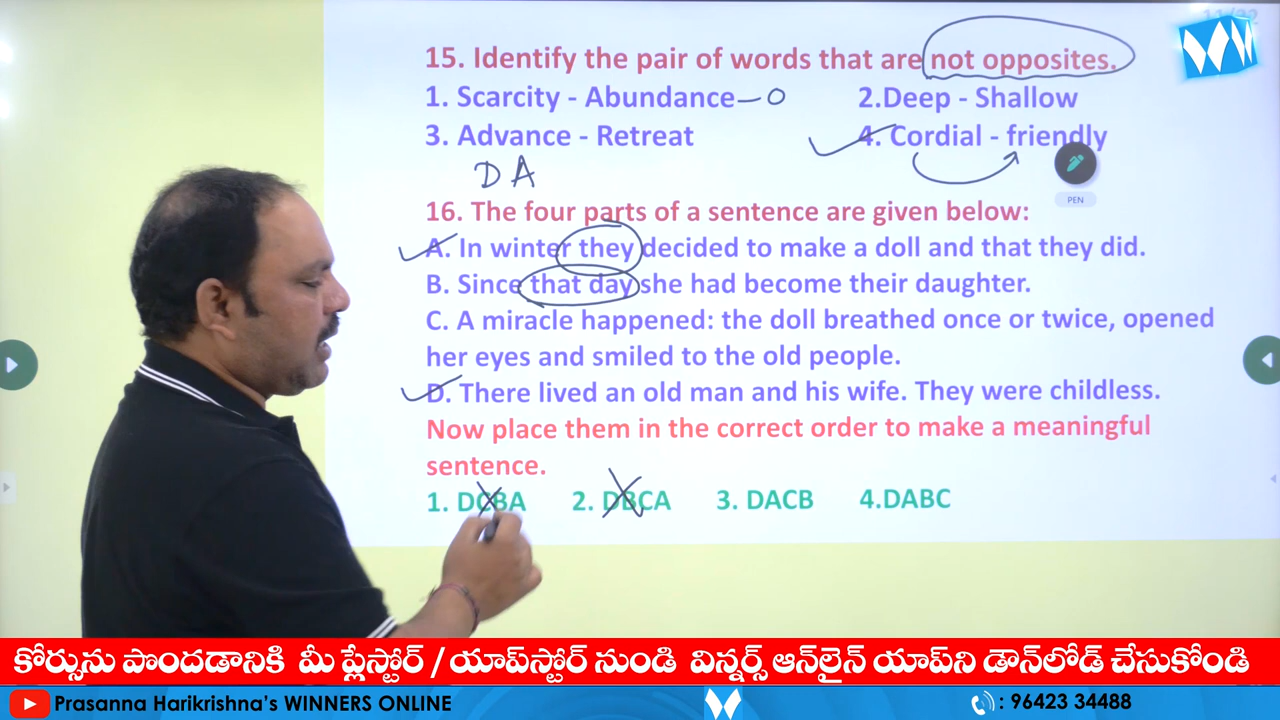 11/22
W
15. Identify the pair of words that are not opposites.
1. Scarcity - Abundance – O
2.Deep - Shallow
3. Advance - Retreat
4. Cordial - friendly
D A
PEN
16. The four parts of a sentence are given below:
A. In winter they decided to make a doll and that they did.
B. Since that day she had become their daughter.
C. A miracle happened: the doll breathed once or twice, opened
her eyes and smiled to the old people.
D. There lived an old man and his wife. They were childless.
Now place them in the correct order to make a meaningful
sentence.
1. DCBA 2. DBCA 3. DACB 4.DABC
కోర్సును పొందడానికి మీ ప్లేస్టోర్ / యాప్‌స్టోర్ నుండి విన్నర్స్ ఆన్‌లైన్ యాప్‌ని డౌన్‌లోడ్ చేసుకోండి
Prasanna Harikrishna's WINNERS ONLINE
W
: 96423 34488